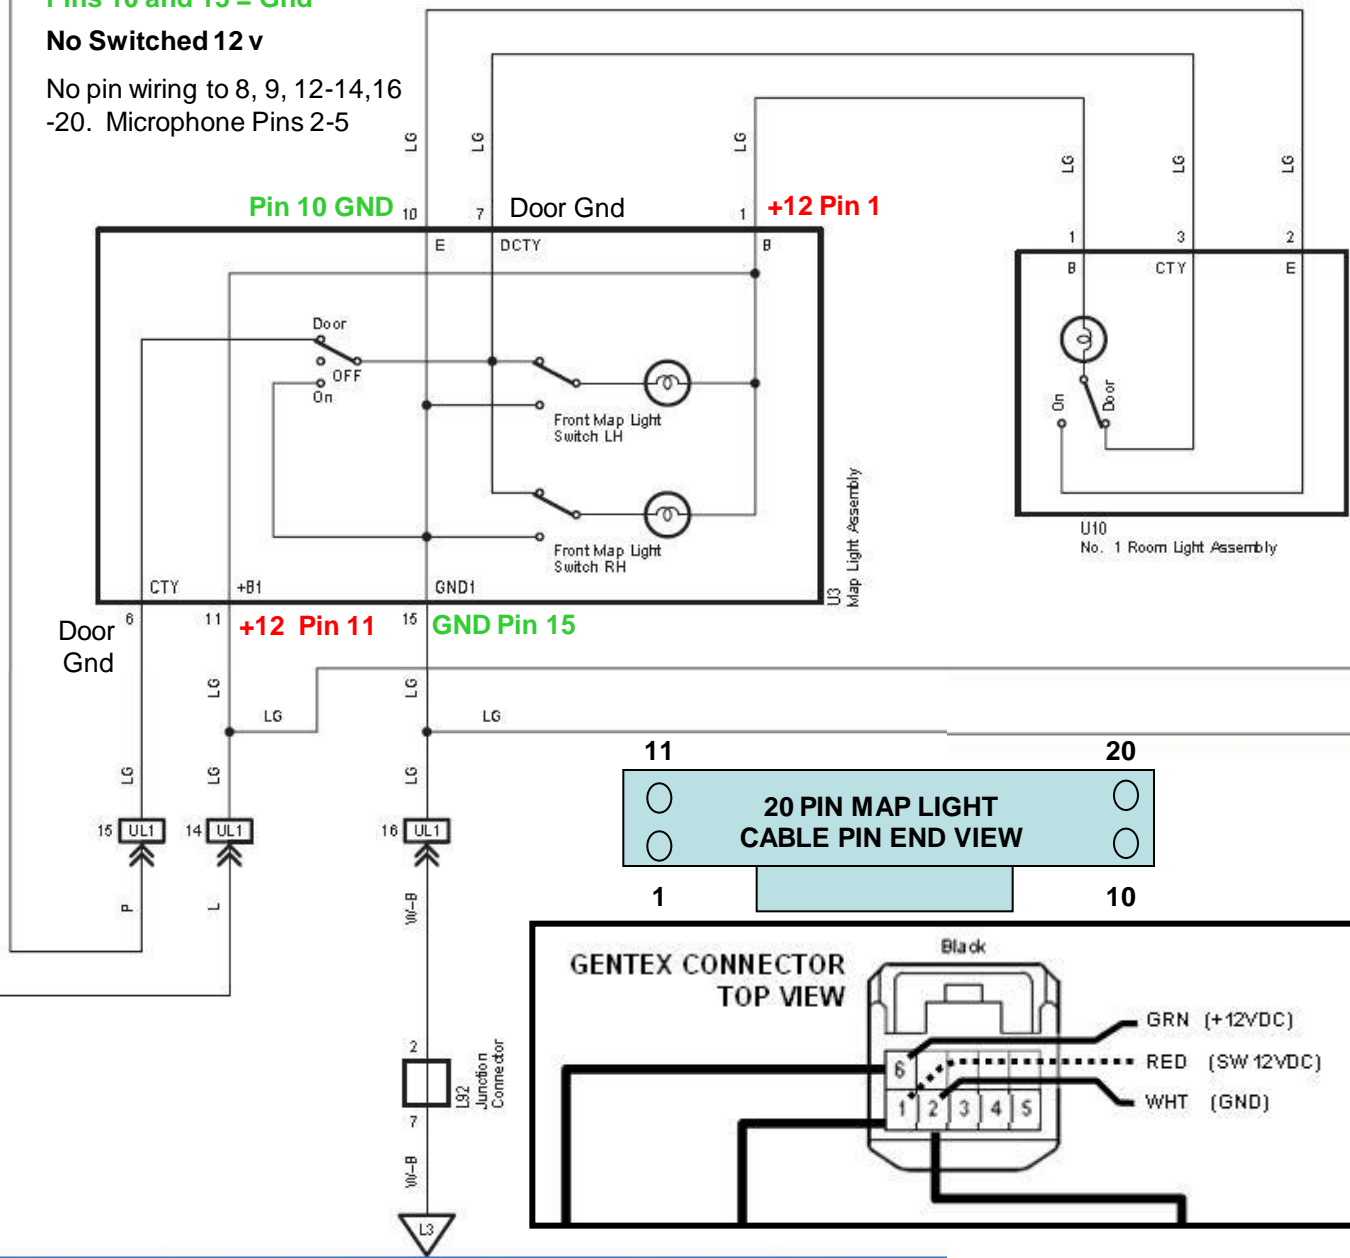 Pins 10 and 15 = Gnd
No Switched 12 v
No pin wiring to 8, 9, 12-14,16
-20.  Microphone Pins 2-5
LG
LG
LG
LG
LG
LG
Pin 10 GND
10
7
Door Gnd
1
+12 Pin 1
1
3
2
E
DCTY
B
B
CTY
E
Door
OFF
On
On
Door
Front Map Light
Switch LH
Front Map Light
Switch RH
U3
Map Light Assembly
U10
No. 1 Room Light Assembly
CTY
+B1
GND1
Door
Gnd
6
11
+12  Pin 11
15
GND Pin 15
LG
LG
LG
LG
LG
LG
LG
11
20
20 PIN MAP LIGHT
CABLE PIN END VIEW
1
10
15 UL1
14 UL1
16 UL1
P
L
W-B
GENTEX CONNECTOR
TOP VIEW
Black
GRN (+12VDC)
RED (SW 12VDC)
WHT (GND)
6
1 2 3 4 5
2
L92
Junction
Connector
7
W-B
L3